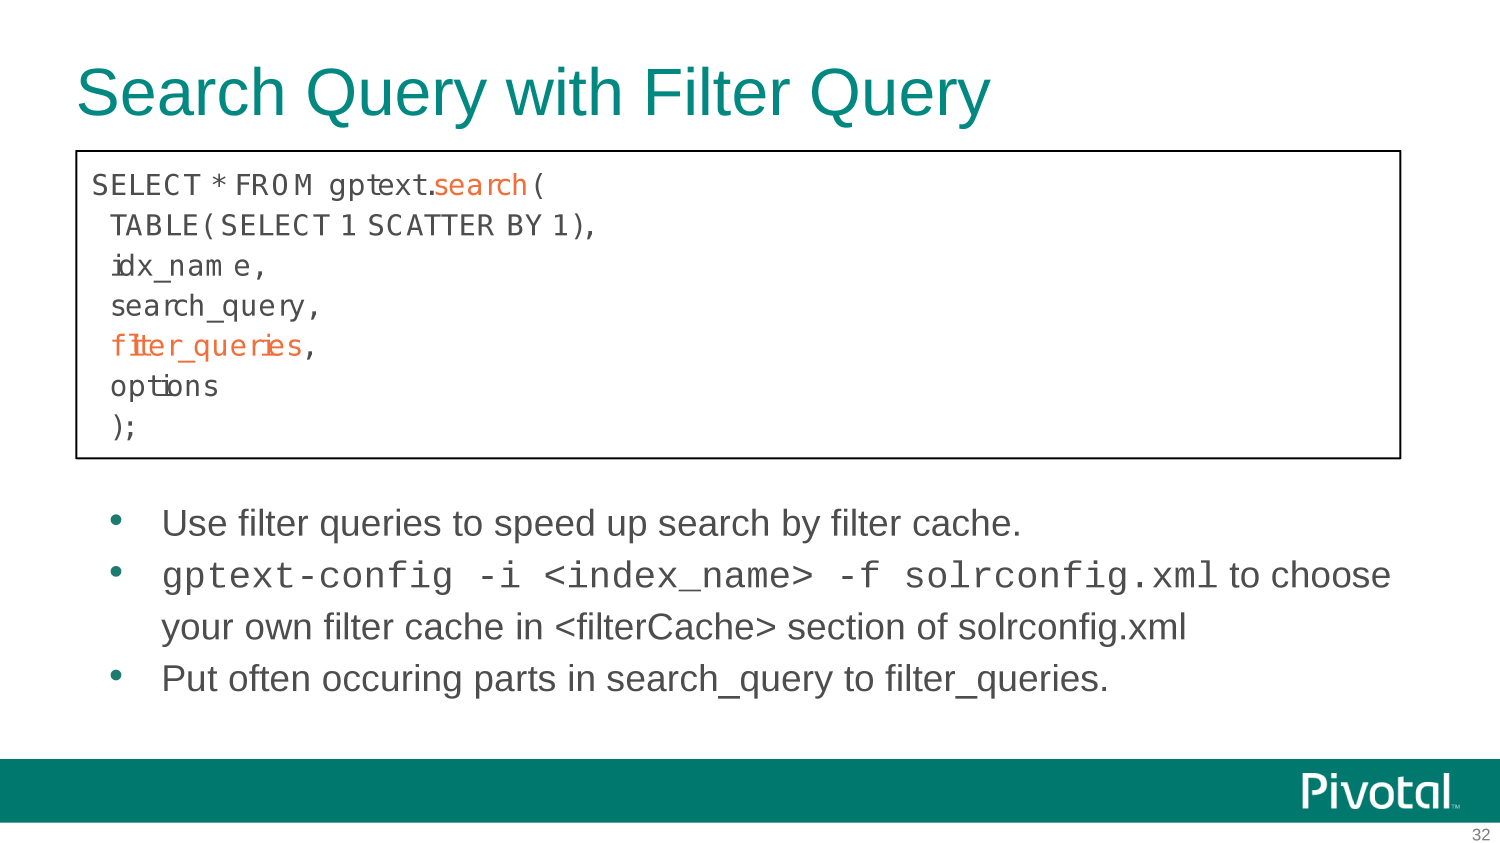 Search Query with Filter Query
SELECT * FROM gptext.search(
TABLE(SELECT 1 SCATTER BY 1),
idx_name,
search_query,
filter_queries,
options
);
• Use filter queries to speed up search by filter cache.
• gptext-config -i <index_name> -f solrconfig.xml to choose
your own filter cache in <filterCache> section of solrconfig.xml
• Put often occuring parts in search_query to filter_queries.
Pivotal™
32